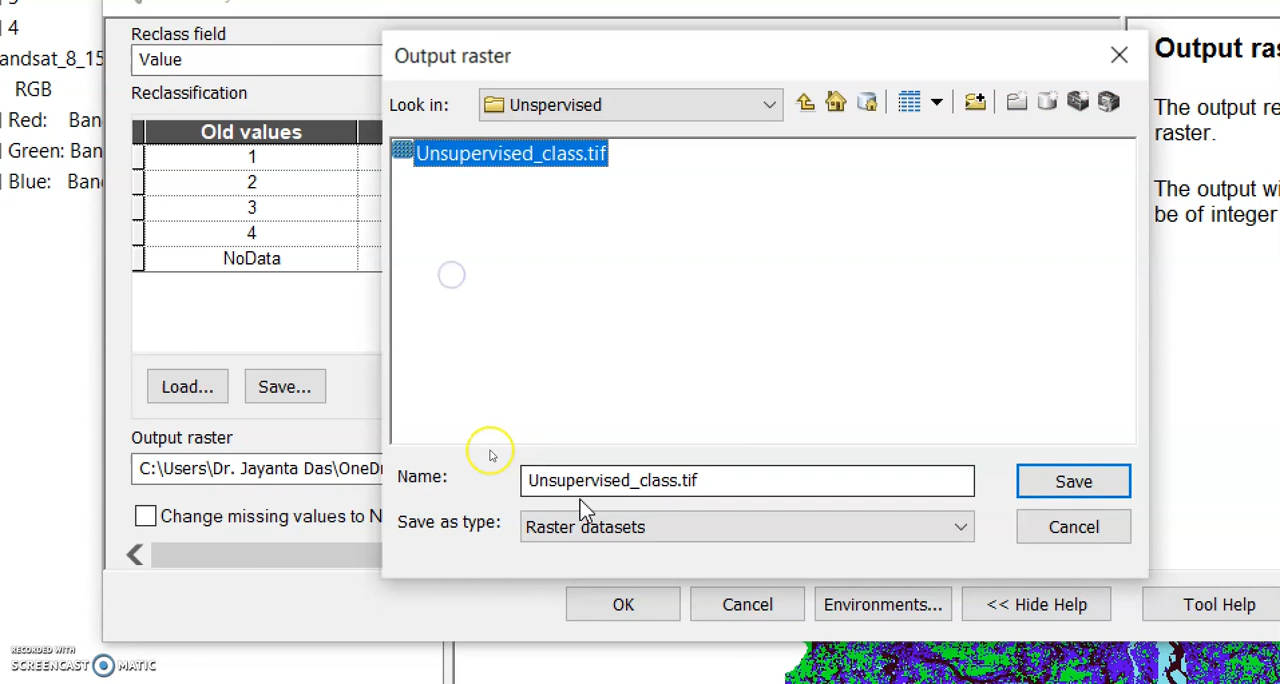 4
andsat_8_15
RGB
Red: Ban
Green: Ban
Blue: Ban
Reclass field
Value
Reclassification
Old values
1
2
3
4
NoData
Load...
Save...
Output raster
C:\Users\Dr. Jayanta Das\OneDr
Change missing values to N
Output raster
Look in:
Unspervised
Unsupervised_class.tif
Name:
Unsupervised_class.tif
Save
Save as type:
Raster datasets
Cancel
OK
Cancel
Environments...
<< Hide Help
Tool Help
Output ras
The output re
raster.
The output wi
be of integer
RECORDED WITH
SCREENCAST MATIC